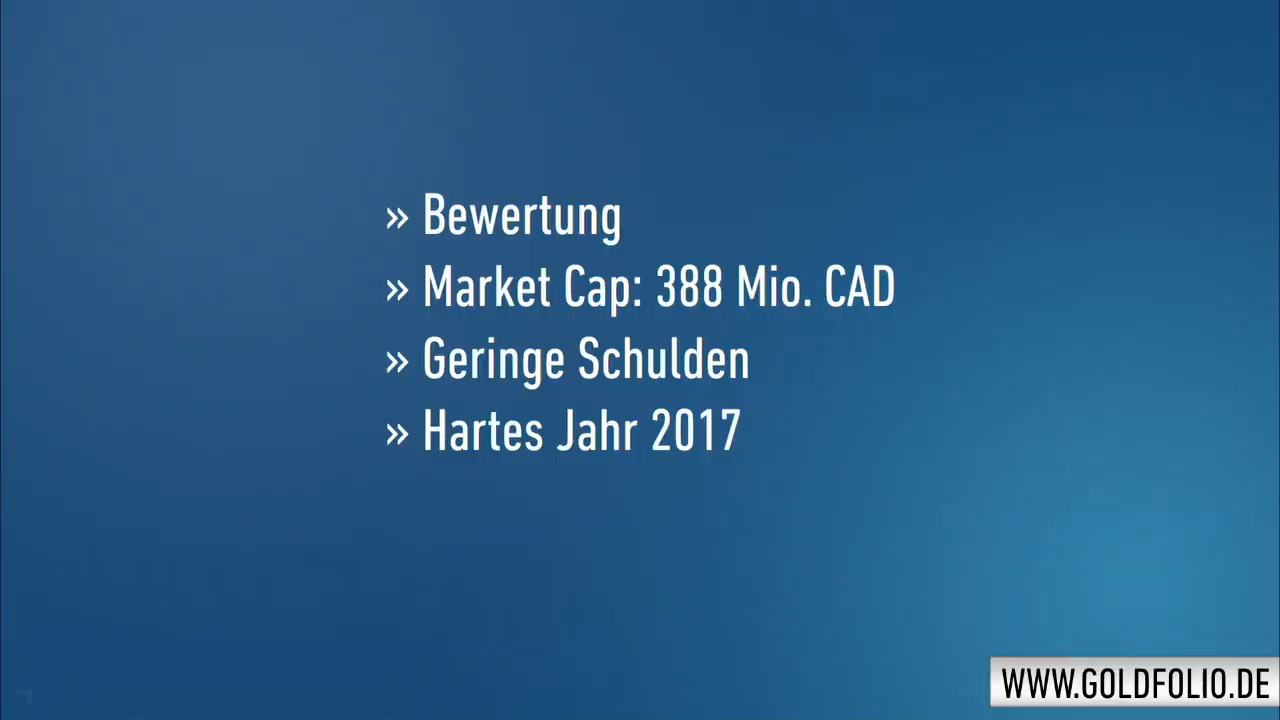 » Bewertung
» Market Cap: 388 Mio. CAD
» Geringe Schulden
» Hartes Jahr 2017
WWW.GOLDFOLIO.DE